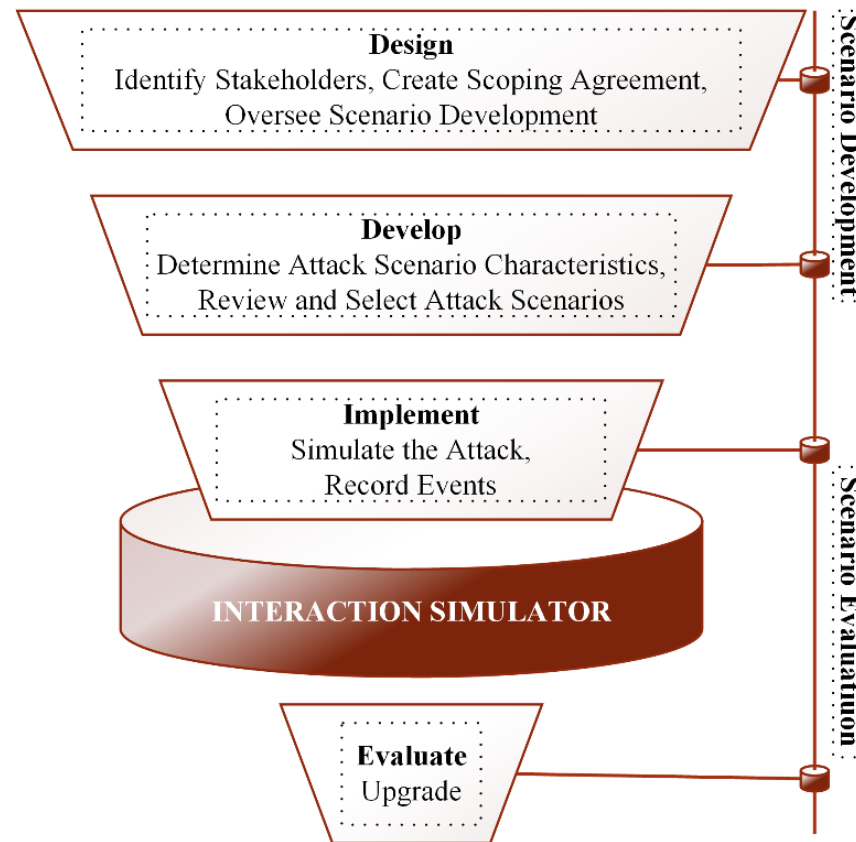 Design
Identify Stakeholders, Create Scoping Agreement,
Oversee Scenario Development
Develop
Determine Attack Scenario Characteristics,
Review and Select Attack Scenarios
Implement
Simulate the Attack,
Record Events
INTERACTION SIMULATOR
Evaluate
Upgrade
Scenario Development
Scenario Evaluatiuon